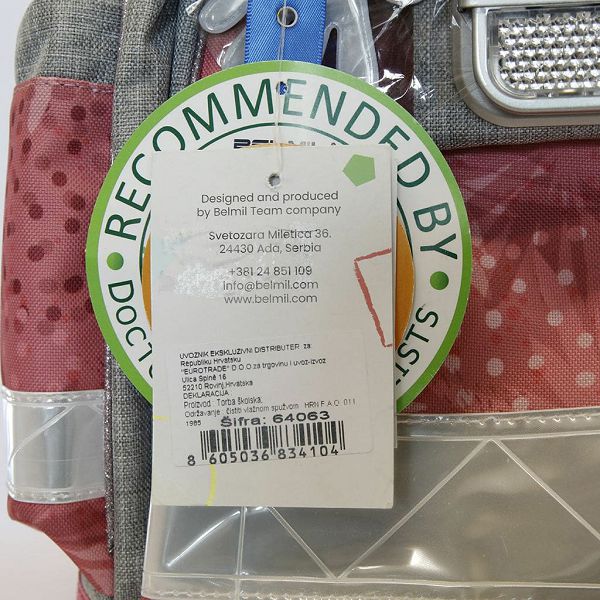 RECOMMENDED BY
DOCT
ISTS
Designed and produced
by Belmil Team company
Svetozara Miletica 36.
24430 Ada, Serbia
+381 24 851 109
info@belmil.com
www.belmil.com
UVOZNIK EKSKLUZIVNI DISTRIBUTER za
Republiku Hrvatsku
"EUROTRADE" D.O.O za trgovinu i uvoz-izvoz
Ulica Spinè 16
52210 Rovinj,Hrvatska
DEKLARACIJA :
Proizvod : Torba školska,
Održavanje : čistiti vlažnom spužvom HRN F.A.O. 011
1985 Šifra: 64063
8 605036 834104